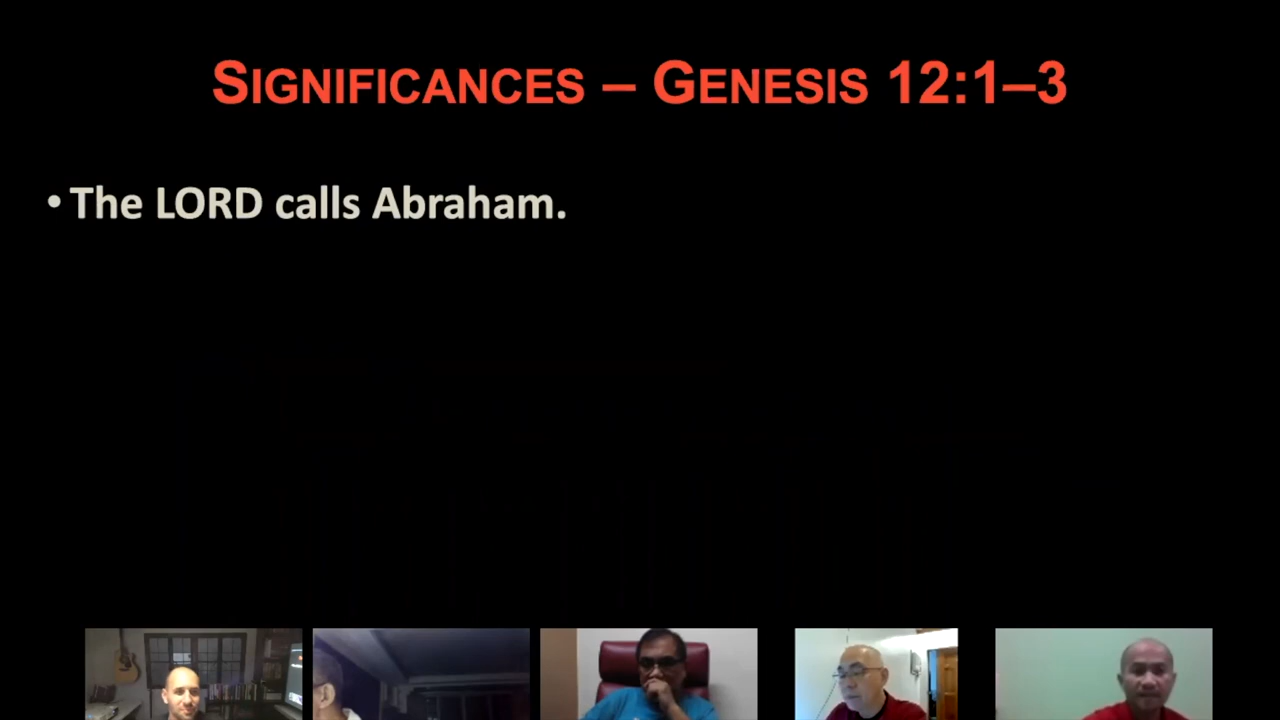 SIGNIFICANCES – GENESIS 12:1–3
• The LORD calls Abraham.